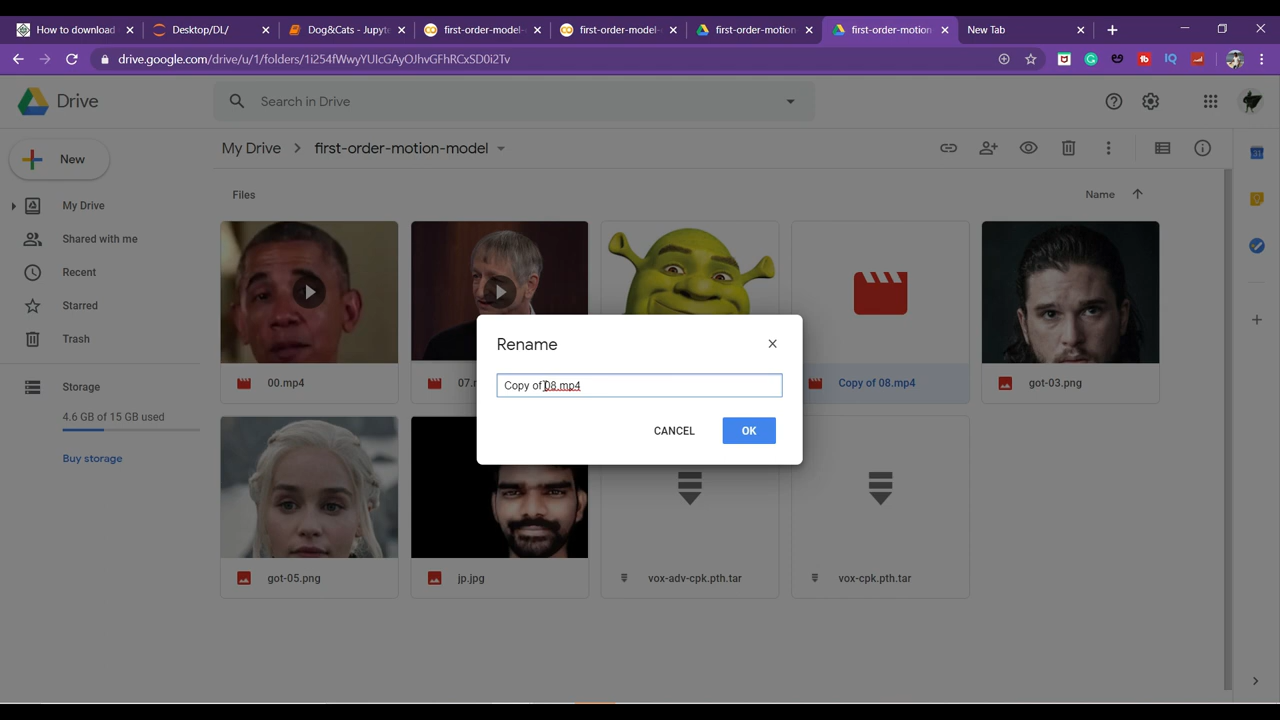 How to download
Desktop/DL/
Dog&Cats - Jupyte
first-order-model-
first-order-model-
first-order-motion
first-order-motion
New Tab
drive.google.com/drive/u/1/folders/1i254fWwyYUIcGAyOJhvGFhRCxSD0i2Tv
Drive
Search in Drive
New
My Drive
first-order-motion-model
My Drive
Shared with me
Recent
Starred
Trash
Storage
4.6 GB of 15 GB used
Buy storage
Files
Name
00.mp4
07.
Copy of 08.mp4
got-03.png
Rename
Copy of 08.mp4
CANCEL
OK
got-05.png
jp.jpg
vox-adv-cpk.pth.tar
vox-cpk.pth.tar